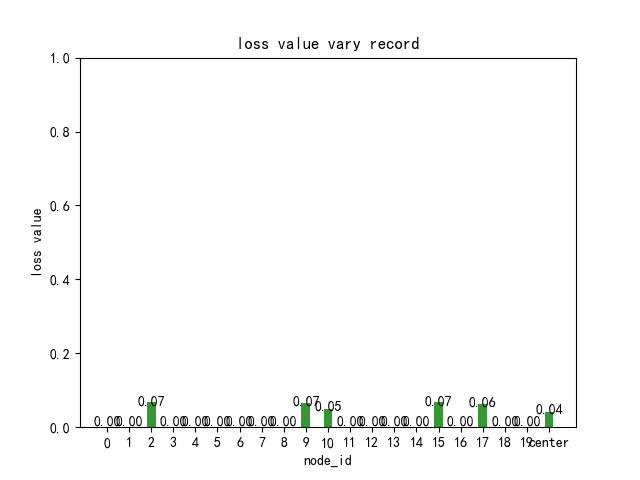 loss value vary record
1.0
0.8
0.6
0.4
0.2
0.0
loss value
0.00 0.00 0.07 0.00 0.00 0.00 0.00 0.00 0.00 0.07 0.05 0.00 0.00 0.00 0.00 0.07 0.00 0.06 0.00 0.00 0.04
0 1 2 3 4 5 6 7 8 9 10 11 12 13 14 15 16 17 18 19 center
node_id